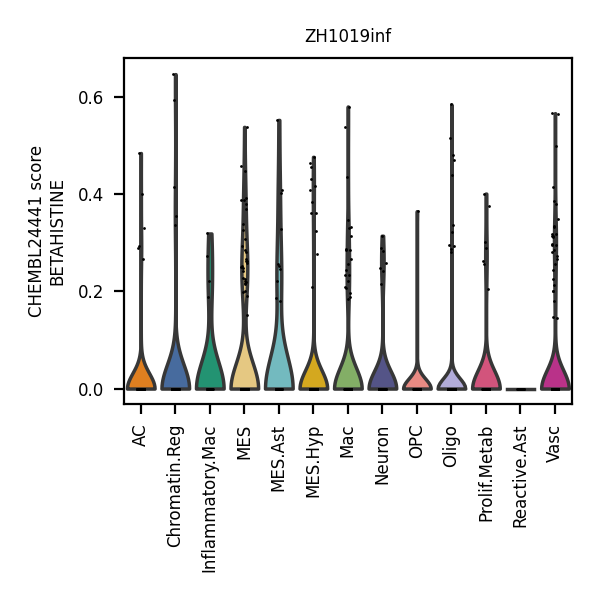 ZH1019inf
CHEMBL24441 score
BETAHISTINE
0.6
0.4
0.2
0.0
AC
Chromatin.Reg
Inflammatory.Mac
MES
MES.Ast
MES.Hyp
Mac
Neuron
OPC
Oligo
Prolif.Metab
Reactive.Ast
Vasc